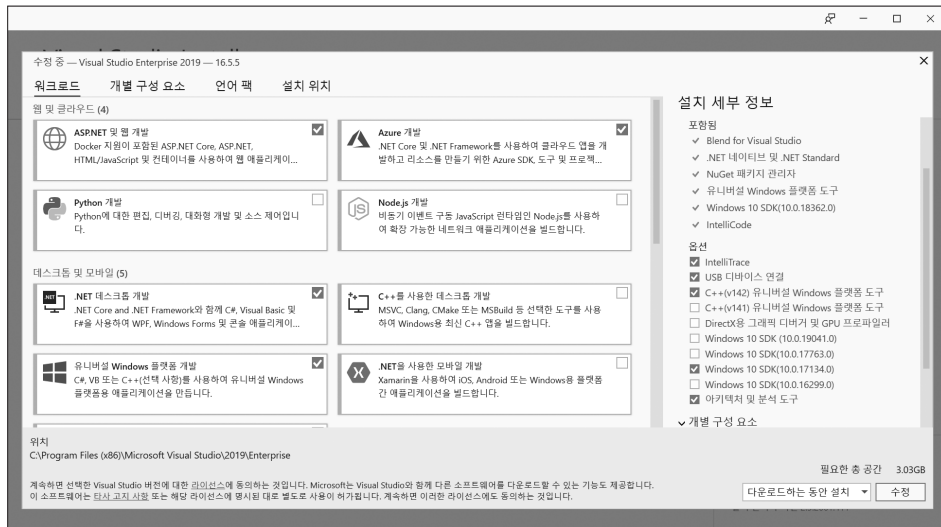 수정 중 — Visual Studio Enterprise 2019 — 16.5.5
워크로드 개별 구성 요소 언어 팩 설치 위치
웹 및 클라우드 (4)
ASP.NET 및 웹 개발
Docker 지원이 포함된 ASP.NET Core, ASP.NET,
HTML/JavaScript 및 컨테이너를 사용하여 웹 애플리케이...
Azure 개발
.NET Core 및 .NET Framework를 사용하여 클라우드 앱을 개
발하고 리소스를 만들기 위한 Azure SDK, 도구 및 프로젝...
Python 개발
Python에 대한 편집, 디버깅, 대화형 개발 및 소스 제어입니
다.
JS
Node.js 개발
비동기 이벤트 구동 JavaScript 런타임인 Node.js를 사용하
여 확장 가능한 네트워크 애플리케이션을 빌드합니다.
데스크톱 및 모바일 (5)
.NET
.NET 데스크톱 개발
.NET Core and .NET Framework와 함께 C#, Visual Basic 및
F#을 사용하여 WPF, Windows Forms 및 콘솔 애플리케이...
C++를 사용한 데스크톱 개발
MSVC, Clang, CMake 또는 MSBuild 등 선택한 도구를 사용
하여 Windows용 최신 C++ 앱을 빌드합니다.
유니버설 Windows 플랫폼 개발
C#, VB 또는 C++(선택 사항)를 사용하여 유니버설 Windows
플랫폼용 애플리케이션을 만듭니다.
.NET을 사용한 모바일 개발
Xamarin을 사용하여 iOS, Android 또는 Windows용 플랫폼
간 애플리케이션을 빌드합니다.
설치 세부 정보
포함됨
Blend for Visual Studio
.NET 네이티브 및 .NET Standard
NuGet 패키지 관리자
유니버설 Windows 플랫폼 도구
Windows 10 SDK(10.0.18362.0)
IntelliCode
옵션
IntelliTrace
USB 디바이스 연결
C++(v142) 유니버설 Windows 플랫폼 도구
C++(v141) 유니버설 Windows 플랫폼 도구
DirectX용 그래픽 디버거 및 GPU 프로파일러
Windows 10 SDK (10.0.19041.0)
Windows 10 SDK(10.0.17763.0)
Windows 10 SDK(10.0.17134.0)
Windows 10 SDK(10.0.16299.0)
아키텍처 및 분석 도구
개별 구성 요소
위치
C:\Program Files (x86)\Microsoft Visual Studio\2019\Enterprise
계속하면 선택한 Visual Studio 버전에 대한 라이선스에 동의하는 것입니다. Microsoft는 Visual Studio와 함께 다른 소프트웨어를 다운로드할 수 있는 기능도 제공합니다.
이 소프트웨어는 타사 고지 사항 또는 해당 라이선스에 명시된 대로 별도로 사용이 허가됩니다. 계속하면 이러한 라이선스에도 동의하는 것입니다.
필요한 총 공간 3.03GB
다운로드하는 동안 설치 수정